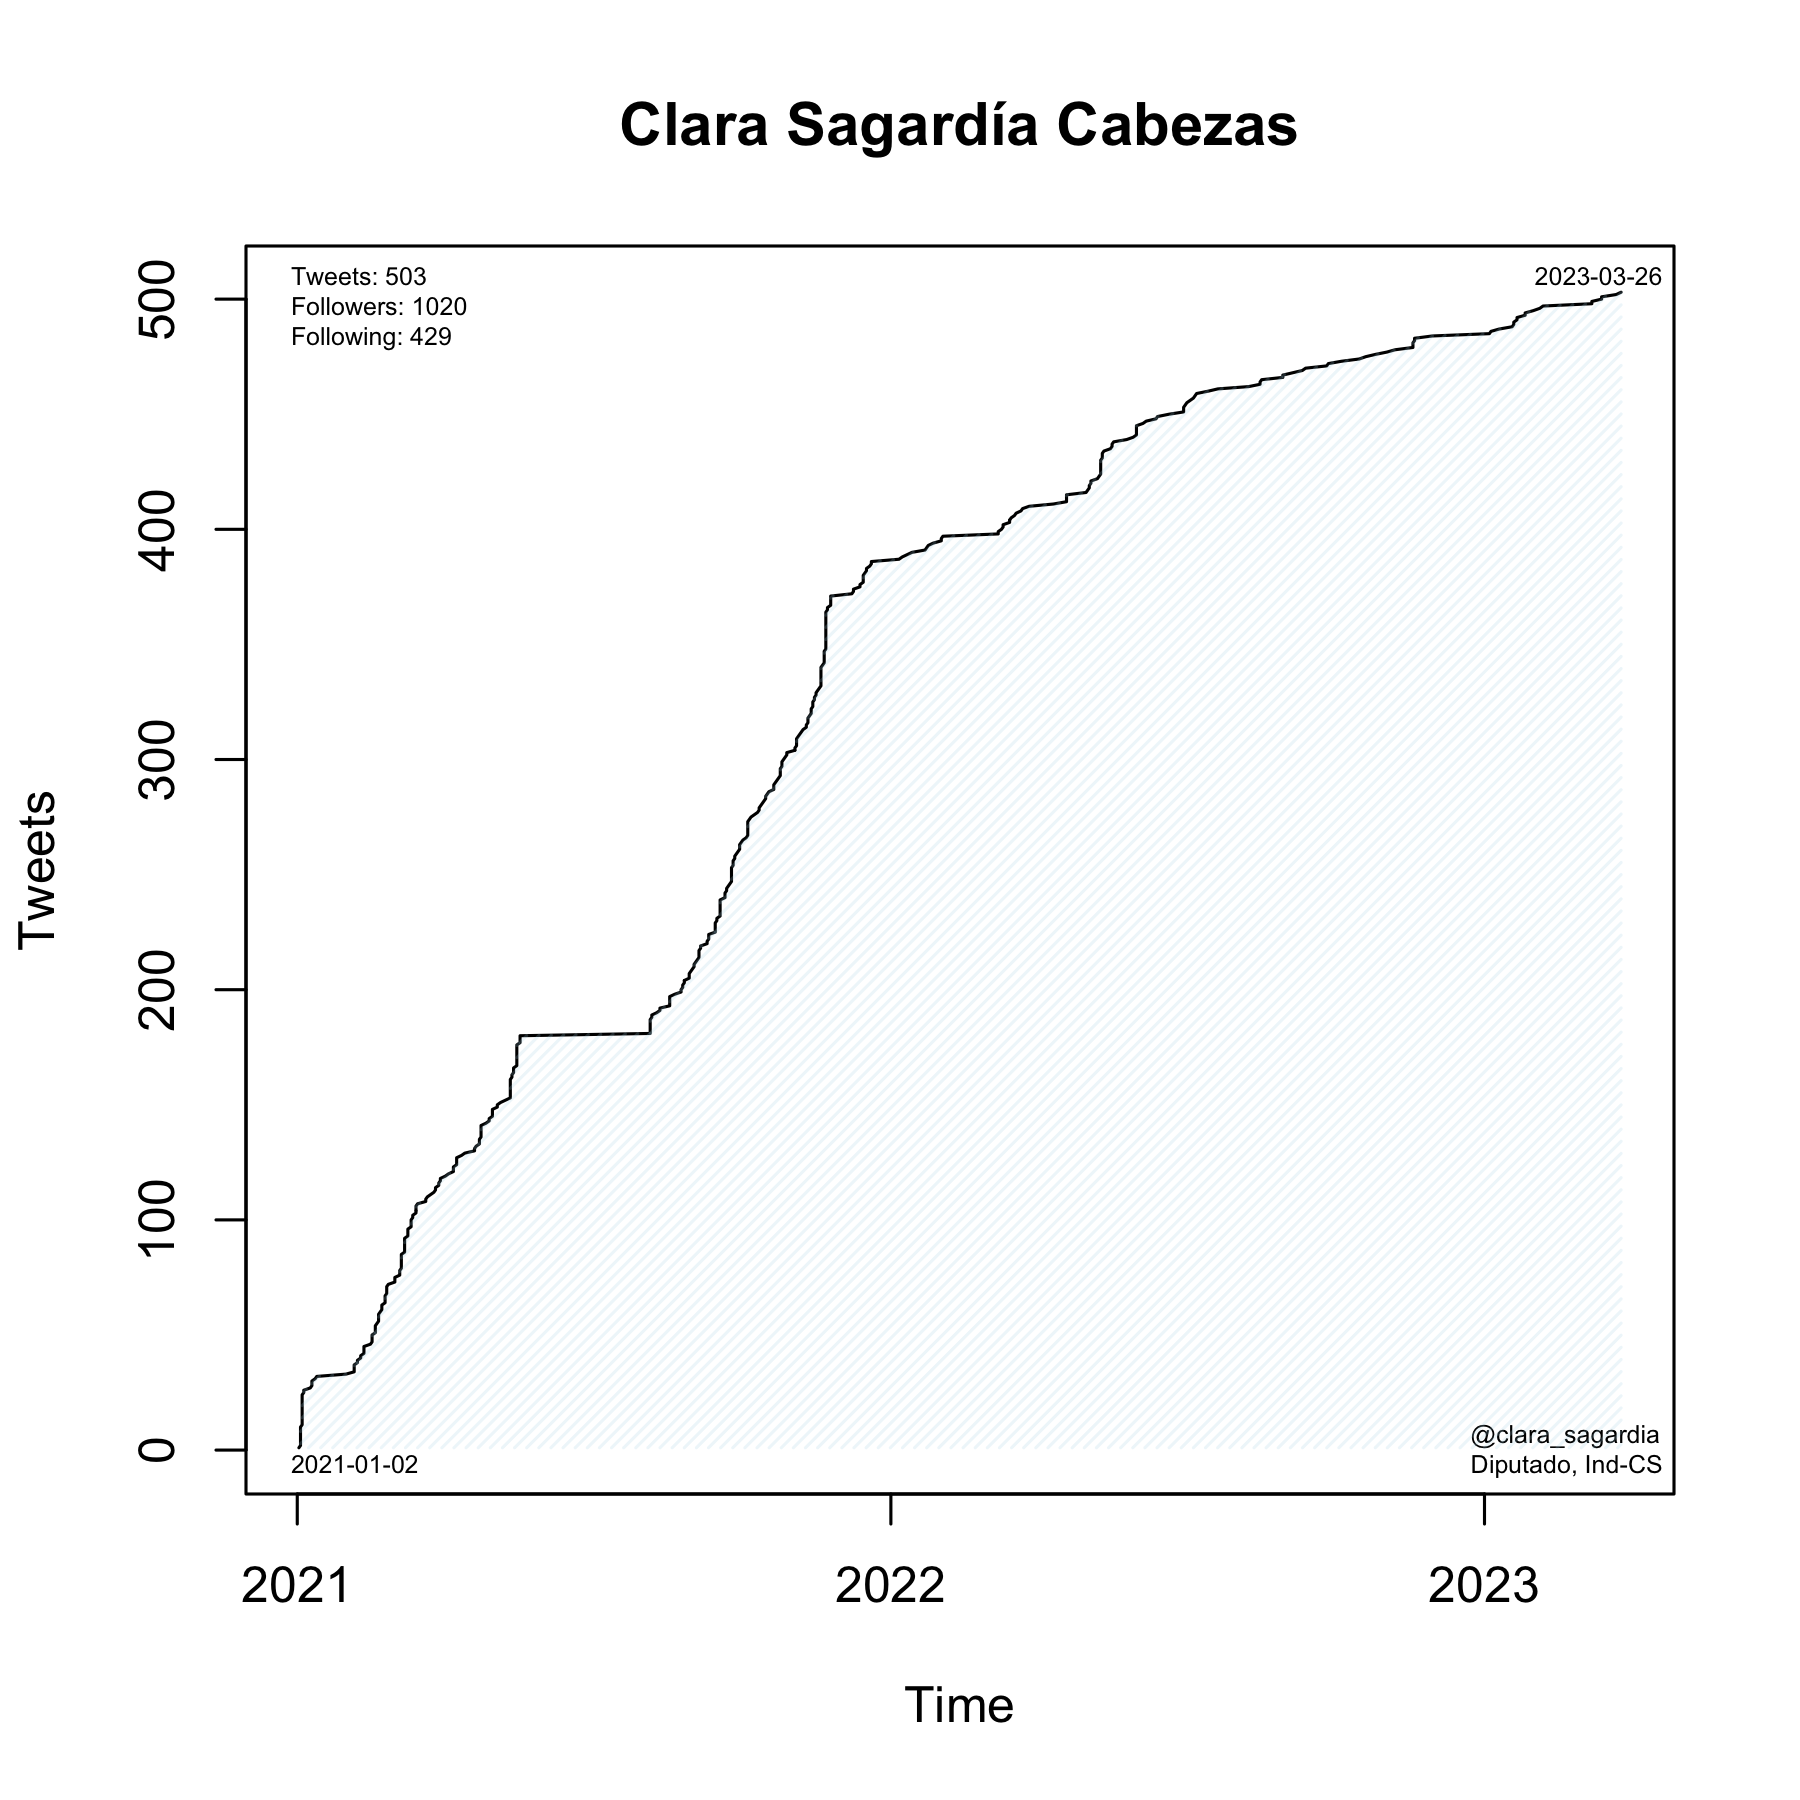 Clara Sagardía Cabezas
Tweets: 503
Followers: 1020
Following: 429
2023-03-26
500
400
300
200
100
0
Tweets
2021-01-02
@clara_sagardia
Diputado, Ind-CS
2021
2022
2023
Time